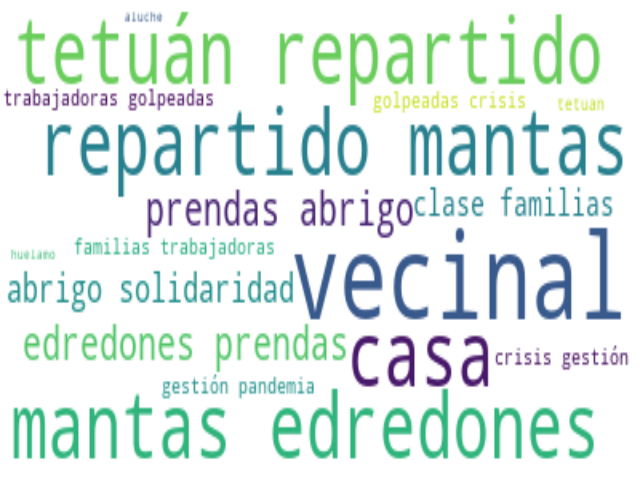 aluche
tetuán repartido
trabajadoras golpeadas
golpeadas crisis
tetuan
repartido mantas
prendas abrigo
clase familias
huelamo
familias trabajadoras
vecinal
abrigo solidaridad
edredones prendas
casa
crisis gestión
gestión pandemia
mantas edredones